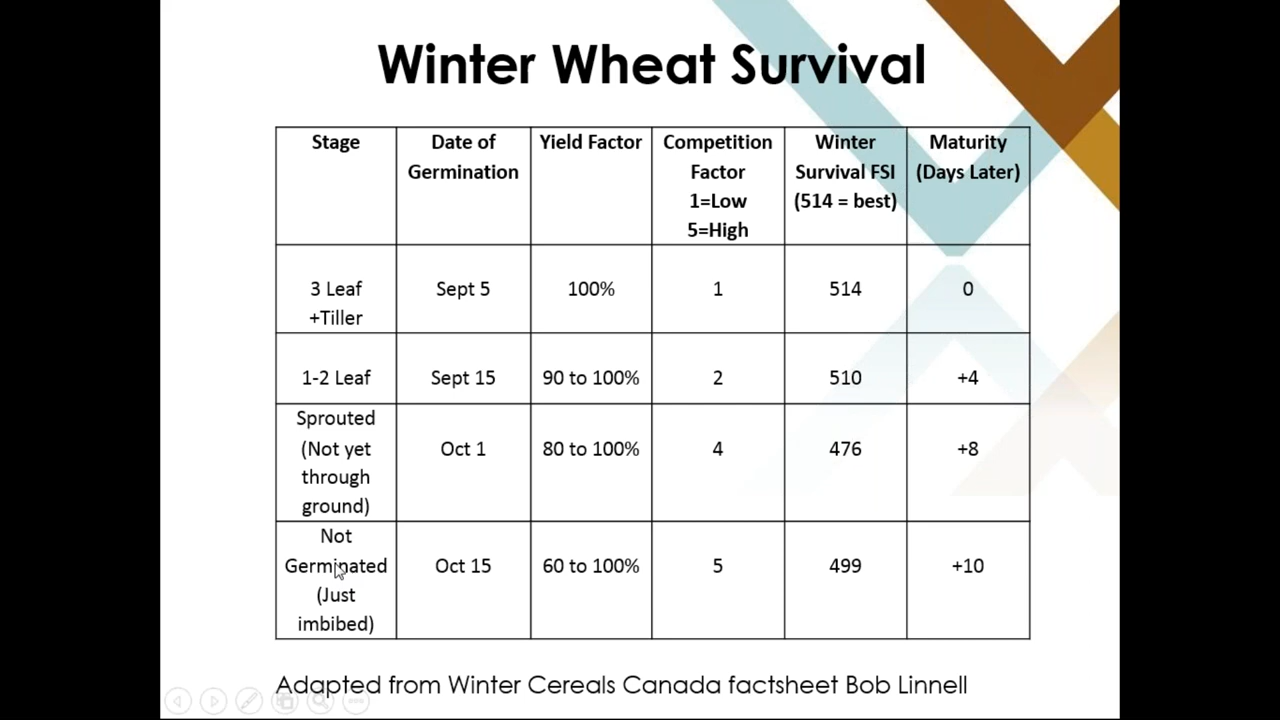 Winter Wheat Survival
Stage
Date of
Germination
Yield Factor
Competition
Factor
1=Low
5=High
Winter
Survival FSI
(514 = best)
Maturity
(Days Later)
3 Leaf
+Tiller
Sept 5
100%
1
514
0
1-2 Leaf
Sept 15
90 to 100%
2
510
+4
Sprouted
(Not yet
through
ground)
Oct 1
80 to 100%
4
476
+8
Not
Germinated
(Just
imbibed)
Oct 15
60 to 100%
5
499
+10
Adapted from Winter Cereals Canada factsheet Bob Linnell